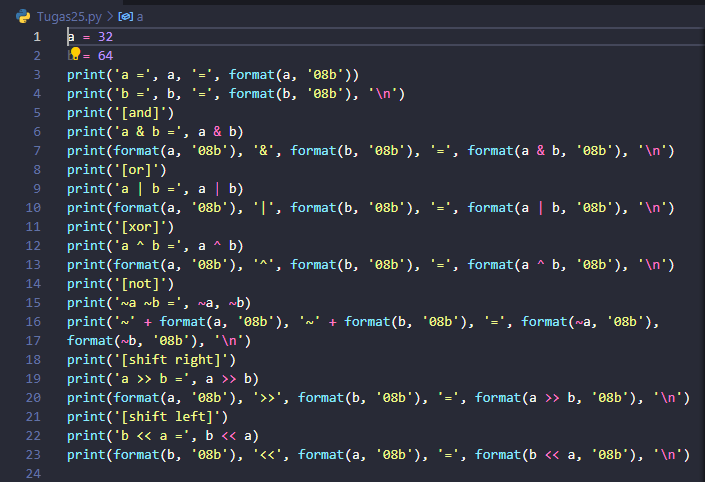 Tugas25.py > a
1 a = 32
2 = 64
3 print('a =', a, '=', format(a, '08b'))
4 print('b =', b, '=', format(b, '08b'), '\n')
5 print('[and]')
6 print('a & b =', a & b)
7 print(format(a, '08b'), '&', format(b, '08b'), '=', format(a & b, '08b'), '\n')
8 print('[or]')
9 print('a | b =', a | b)
10 print(format(a, '08b'), '|', format(b, '08b'), '=', format(a | b, '08b'), '\n')
11 print('[xor]')
12 print('a ^ b =', a ^ b)
13 print(format(a, '08b'), '^', format(b, '08b'), '=', format(a ^ b, '08b'), '\n')
14 print('[not]')
15 print('~a ~b =', ~a, ~b)
16 print('~' + format(a, '08b'), '~' + format(b, '08b'), '=', format(~a, '08b'),
17 format(~b, '08b'), '\n')
18 print('[shift right]')
19 print('a >> b =', a >> b)
20 print(format(a, '08b'), '>>', format(b, '08b'), '=', format(a >> b, '08b'), '\n')
21 print('[shift left]')
22 print('b << a =', b << a)
23 print(format(b, '08b'), '<<', format(a, '08b'), '=', format(b << a, '08b'), '\n')
24